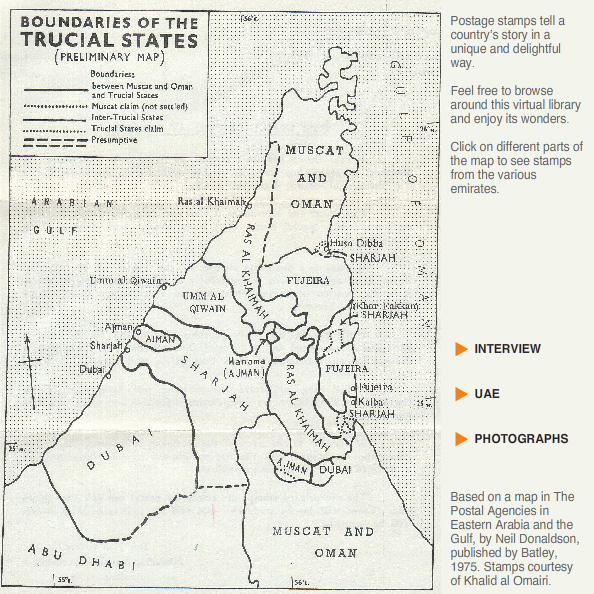 BOUNDARIES OF THE
TRUCIAL STATES
(PRELIMINARY MAP)
Boundaries:
between Muscat and Oman
and Trucial States
Muscat claim (not settled)
Inter-Trucial States
Trucial States claim
Presumptive
56°E.
26°N.
GULF OF OMAN
MUSCAT
AND
OMAN
Ras al Khaimah
ARABIAN
GULF
RAS AL KHAIMAH
Husn Dibba
SHARJAH
FUJEIRA
Umm al Qiwain
UMM AL
QIWAIN
Khor Fakkan
SHARJAH
Ajman
AJMAN
Sharjah
Manama
(AJMAN)
SHARJAH
Dubai
RAS AL KHAIMAH
FUJEIRA
Fujeira
Kalba
SHARJAH
25°N.
25°N.
DUBAI
AJMAN
DUBAI
MUSCAT AND
OMAN
ABU DHABI
55°E.
56°E.
Postage stamps tell a
country's story in a
unique and delightful
way.
Feel free to browse
around this virtual library
and enjoy its wonders.
Click on different parts of
the map to see stamps
from the various
emirates.
INTERVIEW
UAE
PHOTOGRAPHS
Based on a map in The
Postal Agencies in
Eastern Arabia and the
Gulf, by Neil Donaldson,
published by Batley,
1975. Stamps courtesy
of Khalid al Omairi.